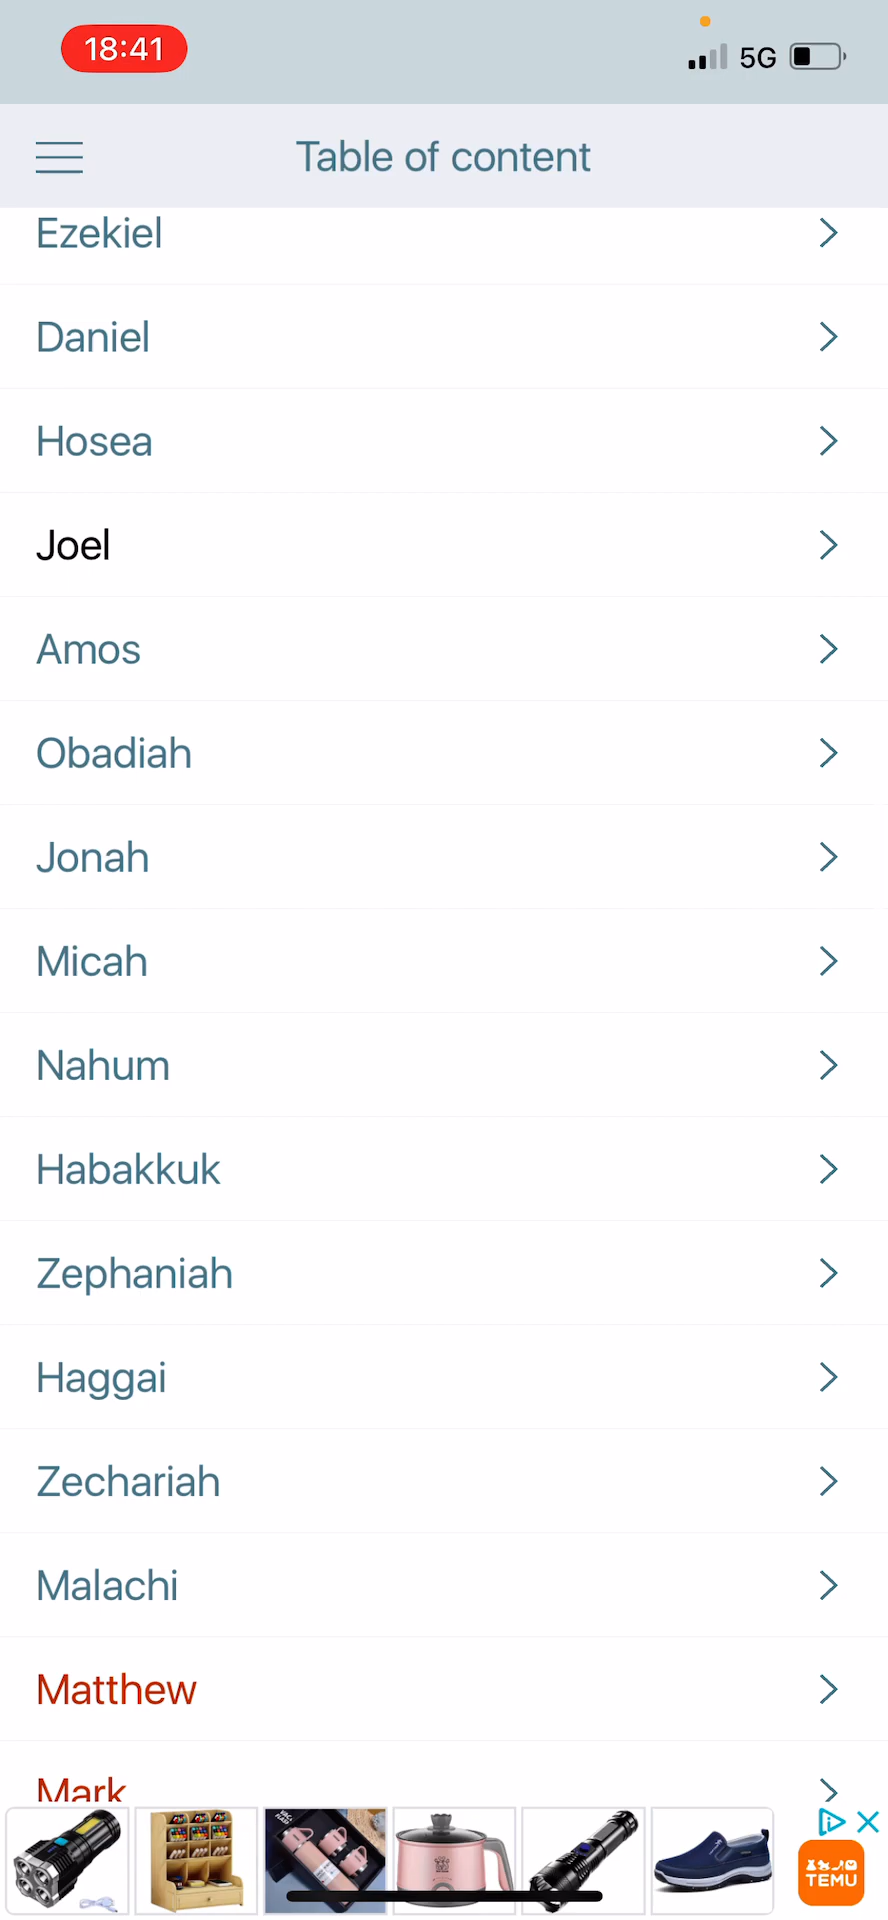 18:41
5G
Table of content
Ezekiel
Daniel
Hosea
Joel
Amos
Obadiah
Jonah
Micah
Nahum
Habakkuk
Zephaniah
Haggai
Zechariah
Malachi
Matthew
Mark
TEMU